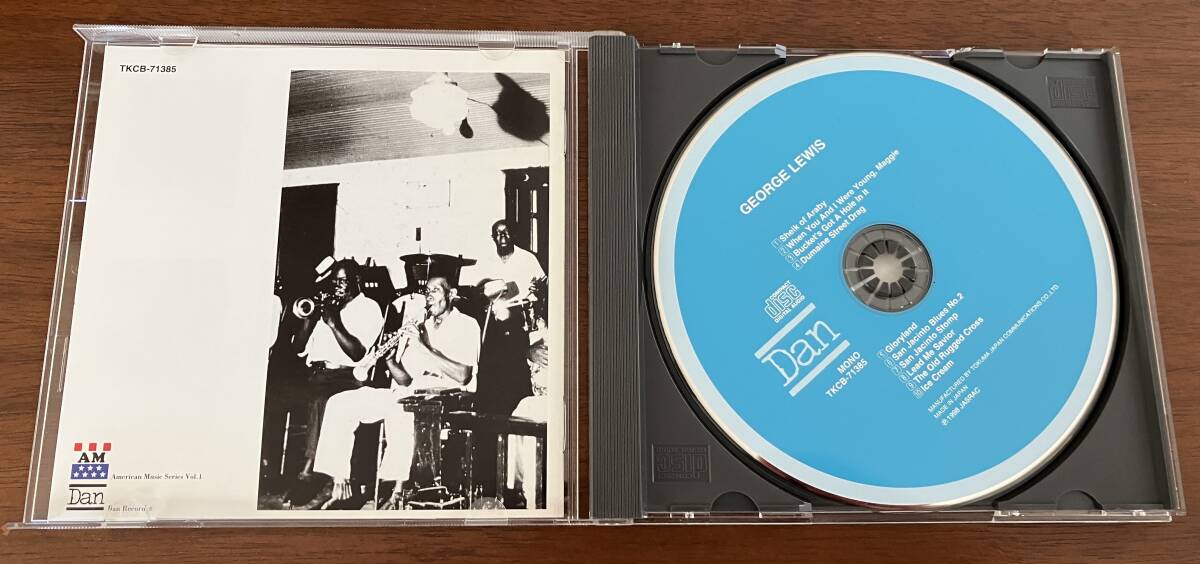 TKCB-71385
AM
American Music Series Vol.1
Dan
Dan Records
GEORGE LEWIS
1 Sheik of Araby
2 When You And I Were Young, Maggie
3 Bucket's Got A Hole In It
4 Dumaine Street Drag
COMPACT
disc
DIGITAL AUDIO
Dan
MONO
TKCB-71385
5 Gloryland
6 San Jacinto Blues No.2
7 San Jacinto Stomp
8 Lead Me Savior
9 The Old Rugged Cross
10 Ice Cream
MANUFACTURED BY TOKUMA JAPAN COMMUNICATIONS CO., LTD.
MADE IN JAPAN
℗1998 JASRAC
disc
disc